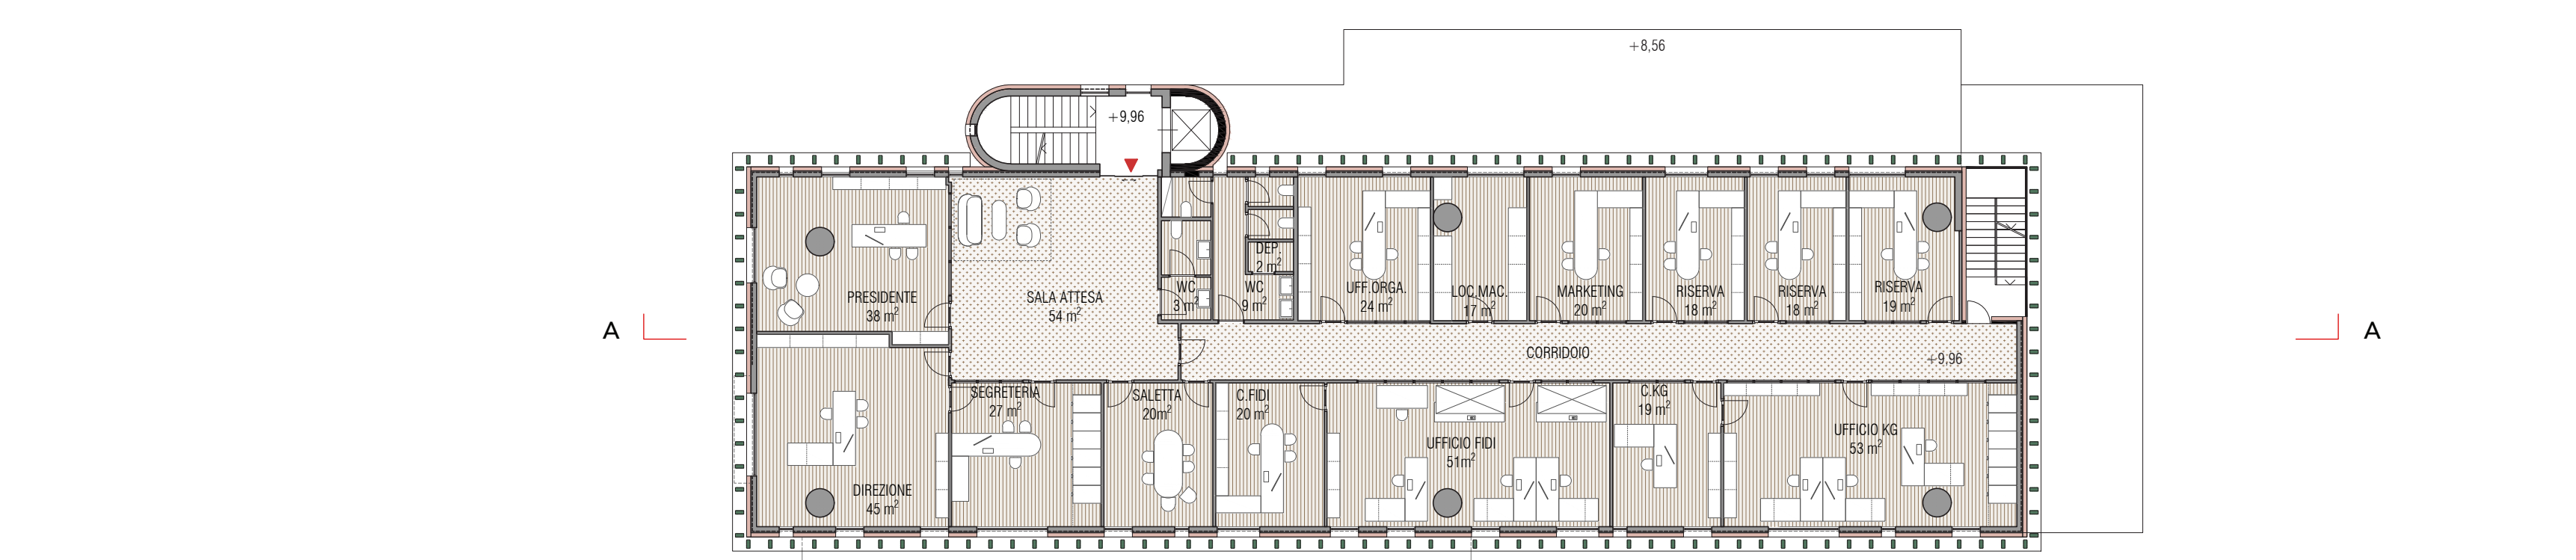 +8,56
+9,96
PRESIDENTE
38 m²
SALA ATTESA
54 m²
WC
3 m²
DEP.
2 m²
WC
9 m²
UFF.ORGA.
24 m²
LOC.MAC.
17 m²
MARKETING
20 m²
RISERVA
18 m²
RISERVA
18 m²
RISERVA
19 m²
A
A
CORRIDOIO
+9,96
DIREZIONE
45 m²
SEGRETERIA
27 m²
SALETTA
20m²
C.FIDI
20 m²
UFFICIO FIDI
51m²
C.KG
19 m²
UFFICIO KG
53 m²